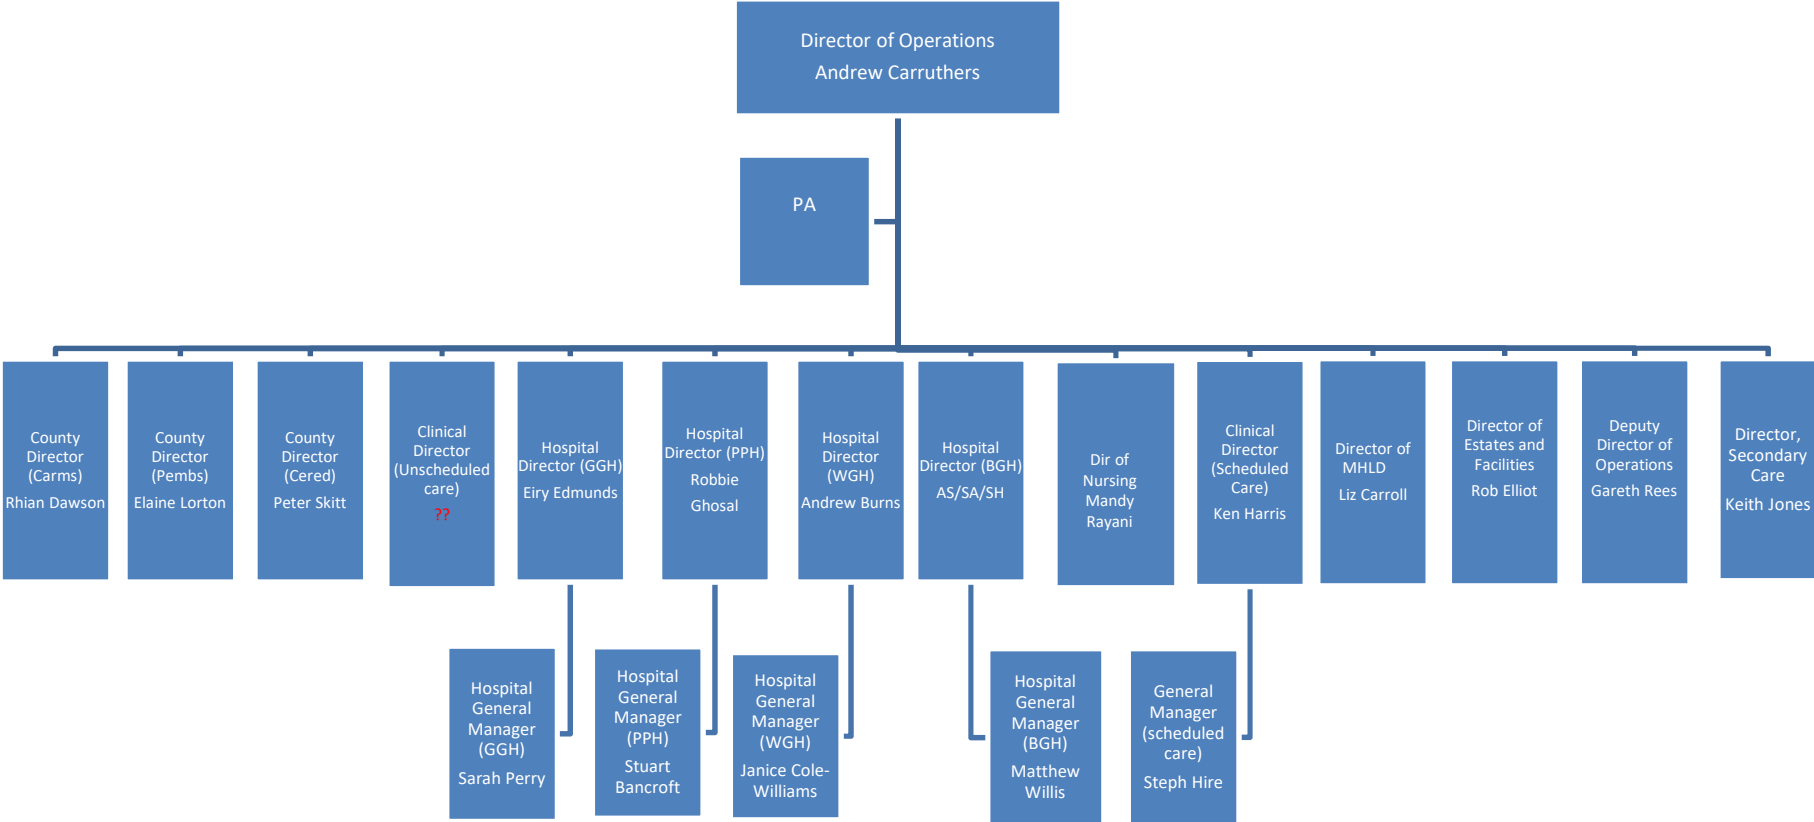 Director of Operations
Andrew Carruthers
PA
County
Director
(Carms)
Rhian Dawson
County
Director
(Pembs)
Elaine Lorton
County
Director
(Cered)
Peter Skitt
Clinical
Director
(Unscheduled
care)
??
Hospital
Director (GGH)
Eiry Edmunds
Hospital
Director (PPH)
Robbie
Ghosal
Hospital
Director
(WGH)
Andrew Burns
Hospital
Director (BGH)
AS/SA/SH
Dir of
Nursing
Mandy
Rayani
Clinical
Director
(Scheduled
Care)
Ken Harris
Director of
MHLD
Liz Carroll
Director of
Estates and
Facilities
Rob Elliot
Deputy
Director of
Operations
Gareth Rees
Director,
Secondary
Care
Keith Jones
Hospital
General
Manager
(GGH)
Sarah Perry
Hospital
General
Manager
(PPH)
Stuart
Bancroft
Hospital
General
Manager
(WGH)
Janice Cole-
Williams
Hospital
General
Manager
(BGH)
Matthew
Willis
General
Manager
(scheduled
care)
Steph Hire